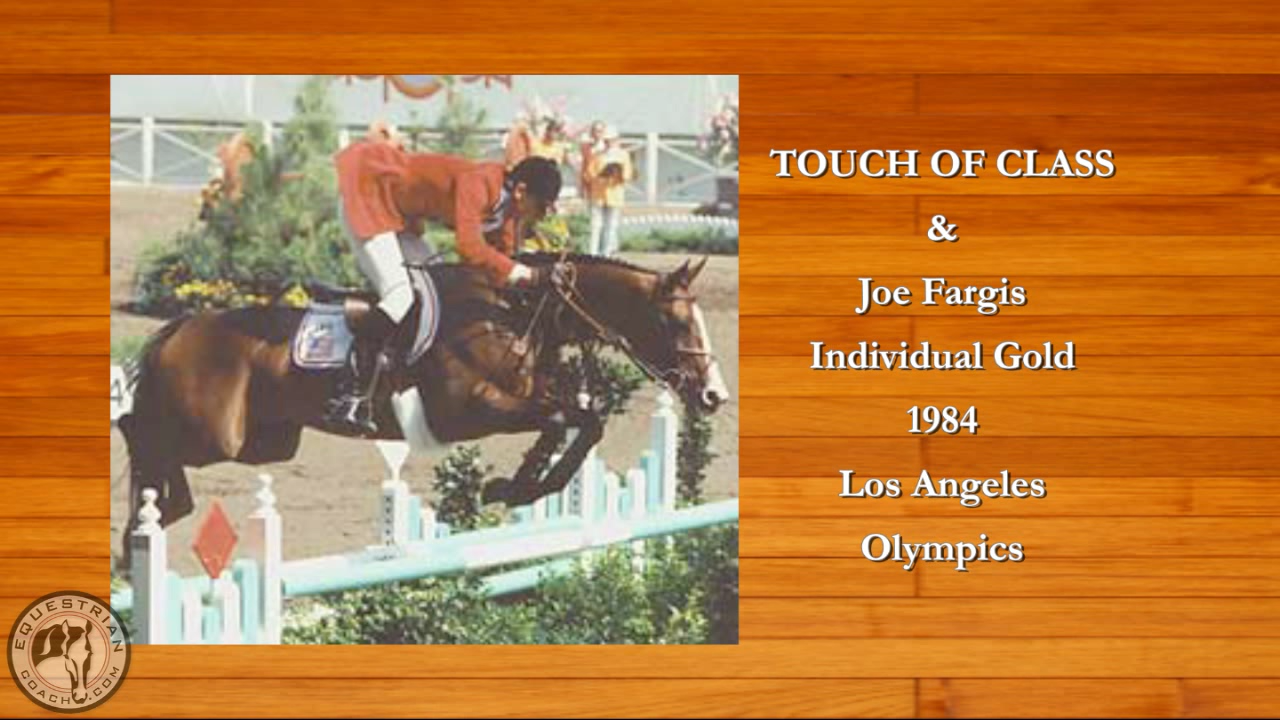 TOUCH OF CLASS
&
Joe Fargis
Individual Gold
1984
Los Angeles
Olympics
EQUESTRIAN
COACH.COM